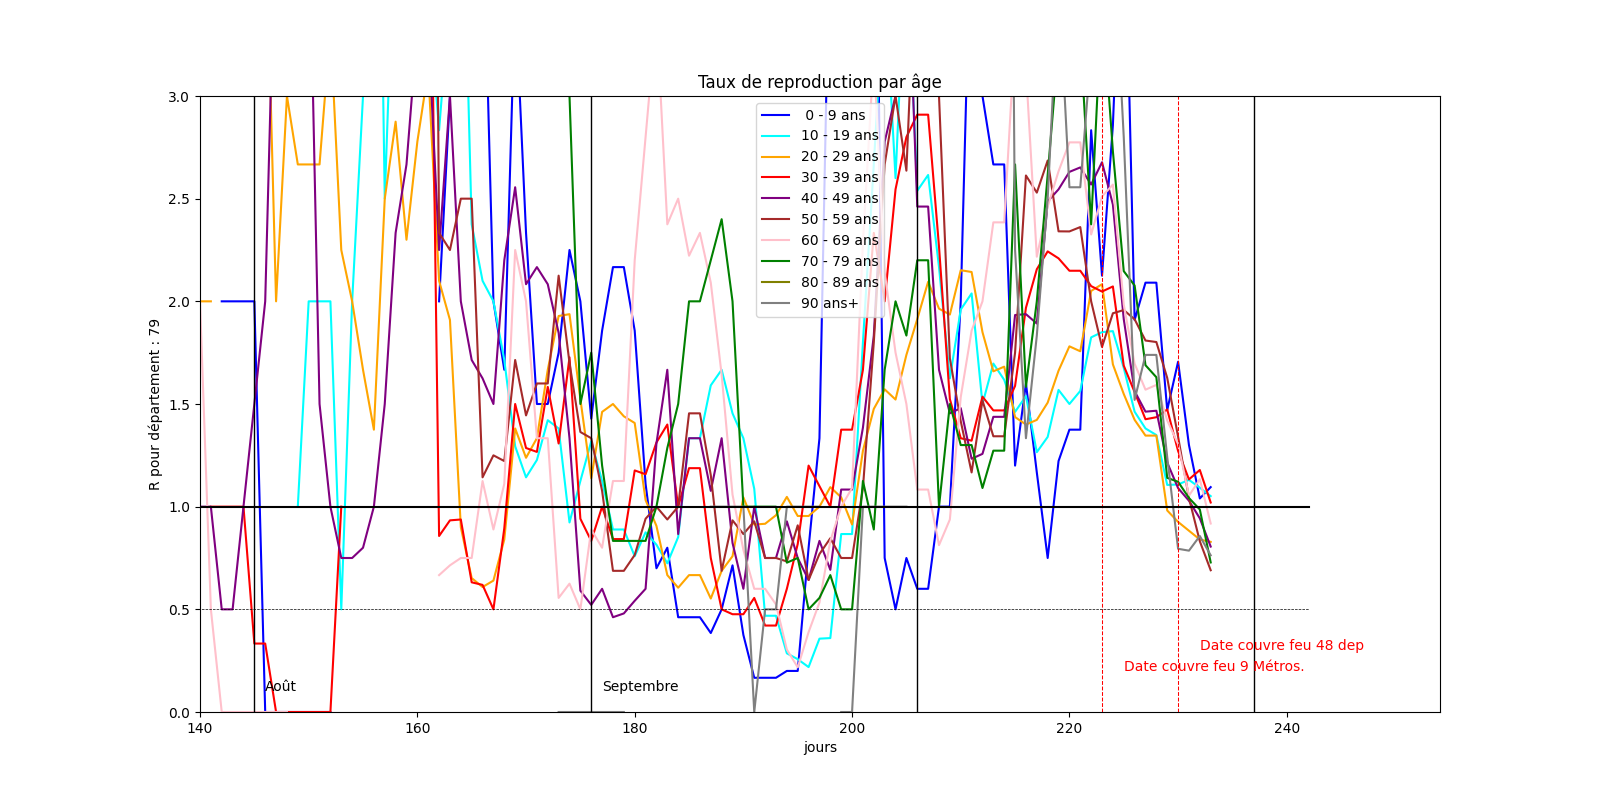 Taux de reproduction par âge
3.0
2.5
2.0
1.5
1.0
0.5
0.0
R pour département : 79
0 - 9 ans
10 - 19 ans
20 - 29 ans
30 - 39 ans
40 - 49 ans
50 - 59 ans
60 - 69 ans
70 - 79 ans
80 - 89 ans
90 ans+
Date couvre feu 48 dep
Date couvre feu 9 Métros.
Août
Septembre
140
160
180
200
220
240
jours